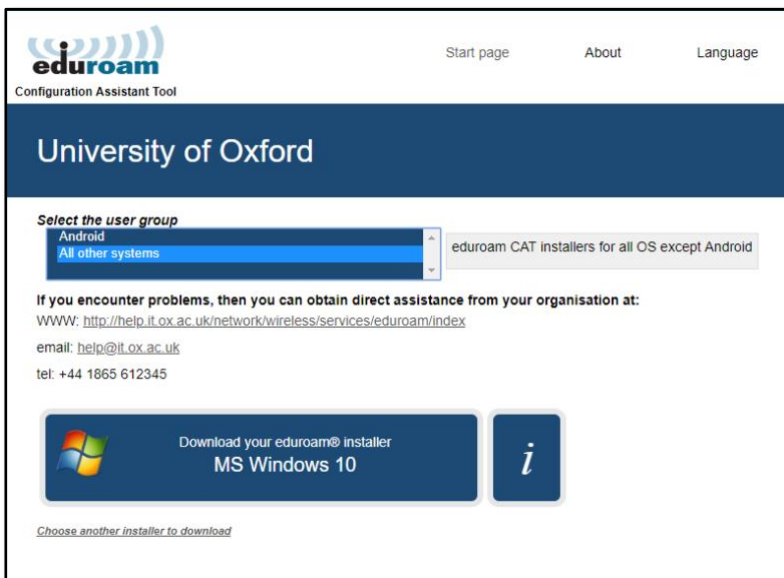 eduroam
Configuration Assistant Tool
Start page About Language
University of Oxford
Select the user group
Android
All other systems
eduroam CAT installers for all OS except Android
If you encounter problems, then you can obtain direct assistance from your organisation at:
WWW: http://help.it.ox.ac.uk/network/wireless/services/eduroam/index
email: help@it.ox.ac.uk
tel: +44 1865 612345
Download your eduroam® installer
MS Windows 10
i
Choose another installer to download